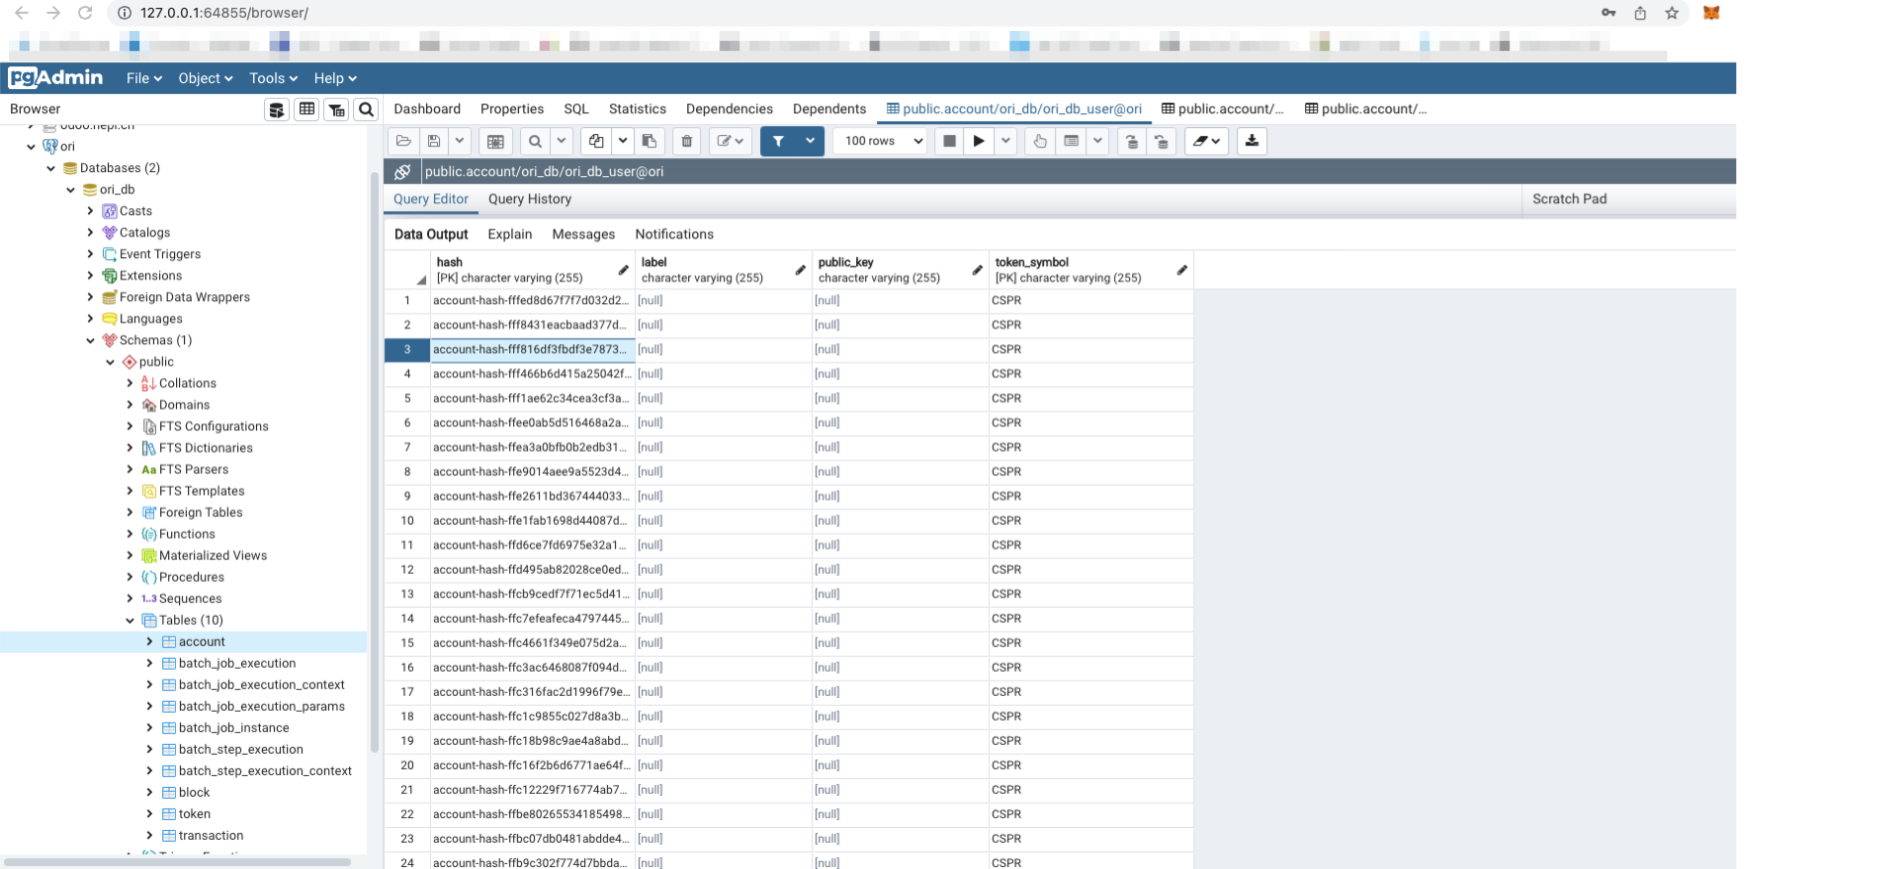 127.0.0.1:64855/browser/
pgAdmin File Object Tools Help
Browser
Dashboard Properties SQL Statistics Dependencies Dependents public.account/ori_db/ori_db_user@ori public.account/... public.account/...
100 rows
public.account/ori_db/ori_db_user@ori
Query Editor Query History Scratch Pad
Data Output Explain Messages Notifications
ori
Databases (2)
ori_db
Casts
Catalogs
Event Triggers
Extensions
Foreign Data Wrappers
Languages
Schemas (1)
public
Collations
Domains
FTS Configurations
FTS Dictionaries
FTS Parsers
FTS Templates
Foreign Tables
Functions
Materialized Views
Procedures
1..3 Sequences
Tables (10)
account
batch_job_execution
batch_job_execution_context
batch_job_execution_params
batch_job_instance
batch_step_execution
batch_step_execution_context
block
token
transaction
hash label public_key token_symbol
[PK] character varying (255) character varying (255) character varying (255) [PK] character varying (255)
1 account-hash-fffed8d67f7f7d032d2... [null] [null] CSPR
2 account-hash-fff8431eacbaad377d... [null] [null] CSPR
3 account-hash-fff816df3fbdf3e7873... [null] [null] CSPR
4 account-hash-fff466b6d415a25042f... [null] [null] CSPR
5 account-hash-fff1ae62c34cea3cf3a... [null] [null] CSPR
6 account-hash-ffee0ab5d516468a2a... [null] [null] CSPR
7 account-hash-ffea3a0bfb0b2edb31... [null] [null] CSPR
8 account-hash-ffe9014aee9a5523d4... [null] [null] CSPR
9 account-hash-ffe2611bd367444033... [null] [null] CSPR
10 account-hash-ffe1fab1698d44087d... [null] [null] CSPR
11 account-hash-ffd6ce7fd6975e32a1... [null] [null] CSPR
12 account-hash-ffd495ab82028ce0ed... [null] [null] CSPR
13 account-hash-ffcb9cedf7f71ec5d41... [null] [null] CSPR
14 account-hash-ffc7efeafeca4797445... [null] [null] CSPR
15 account-hash-ffc4661f349e075d2a... [null] [null] CSPR
16 account-hash-ffc3ac6468087f094d... [null] [null] CSPR
17 account-hash-ffc316fac2d1996f79e... [null] [null] CSPR
18 account-hash-ffc1c9855c027d8a3b... [null] [null] CSPR
19 account-hash-ffc18b98c9ae4a8abd... [null] [null] CSPR
20 account-hash-ffc16f2b6d6771ae64f... [null] [null] CSPR
21 account-hash-ffc12229f716774ab7... [null] [null] CSPR
22 account-hash-ffbe80265534185498... [null] [null] CSPR
23 account-hash-ffbc07db0481abdde4... [null] [null] CSPR
24 account-hash-ffb9c302f774d7bbda... [null] [null] CSPR